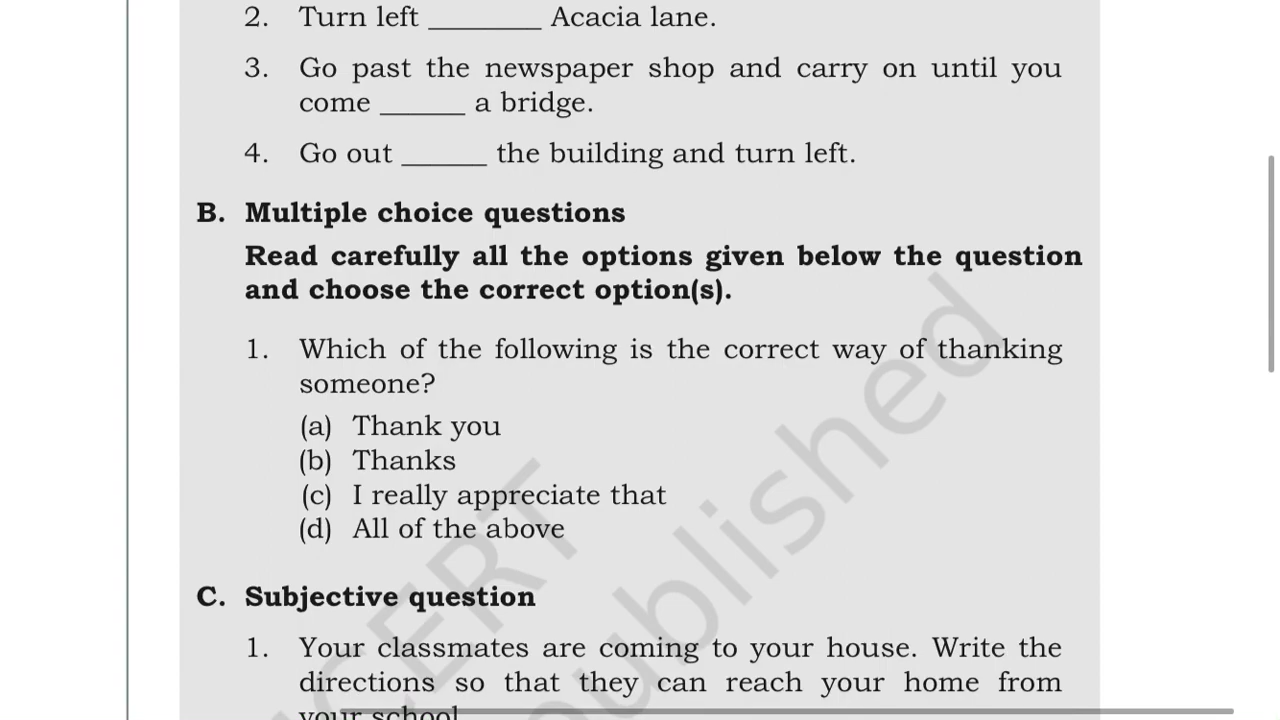 2. Turn left ________ Acacia lane.
3. Go past the newspaper shop and carry on until you
come ______ a bridge.
4. Go out ______ the building and turn left.
B. Multiple choice questions
Read carefully all the options given below the question
and choose the correct option(s).
1. Which of the following is the correct way of thanking
someone?
(a) Thank you
(b) Thanks
(c) I really appreciate that
(d) All of the above
C. Subjective question
1. Your classmates are coming to your house. Write the
directions so that they can reach your home from
your school
NCERT
published